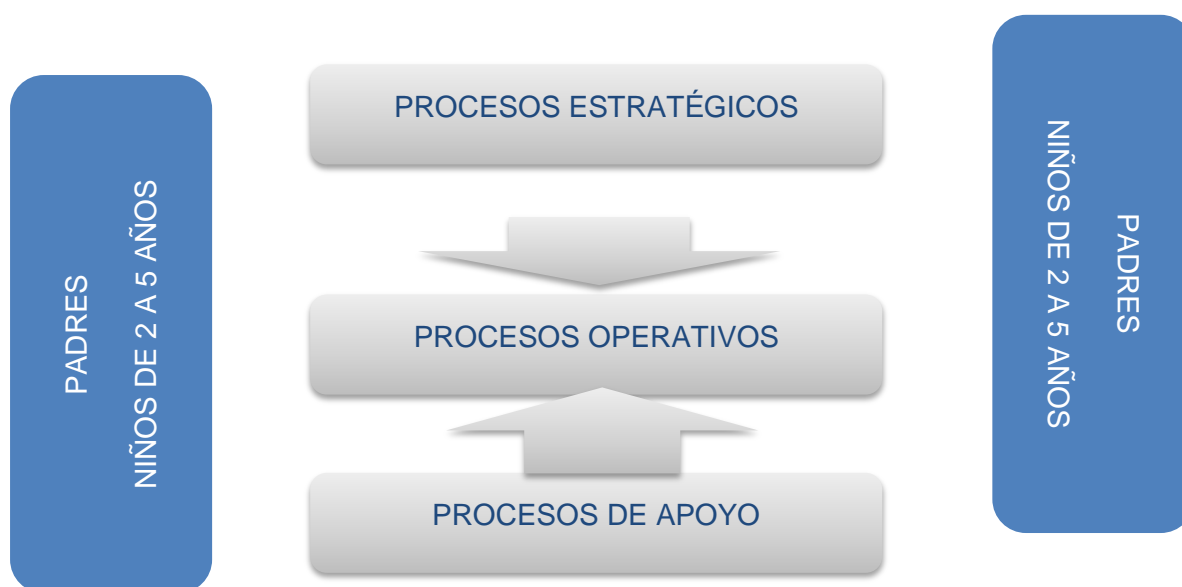 PADRES
NIÑOS DE 2 A 5 AÑOS
PROCESOS ESTRATÉGICOS
PROCESOS OPERATIVOS
PROCESOS DE APOYO
PADRES
NIÑOS DE 2 A 5 AÑOS